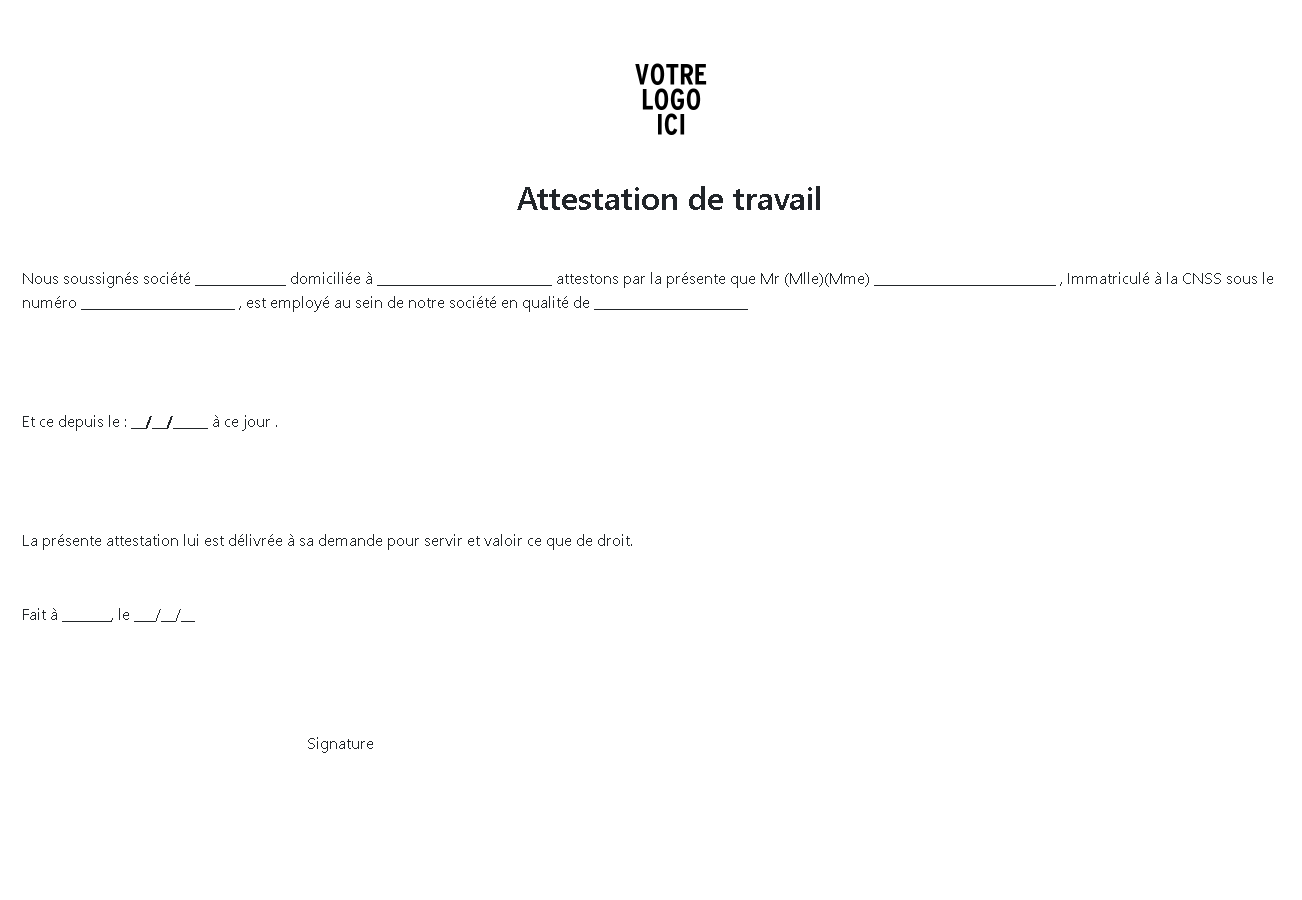 VOTRE
LOGO
ICI
Attestation de travail
Nous soussignés société ____________ domiciliée à _______________________ attestons par la présente que Mr (Mlle)(Mme) ________________________ , Immatriculé à la CNSS sous le
numéro ____________________ , est employé au sein de notre société en qualité de ____________________
Et ce depuis le : __/__/_____ à ce jour .
La présente attestation lui est délivrée à sa demande pour servir et valoir ce que de droit.
Fait à _______, le ___/__/__
Signature